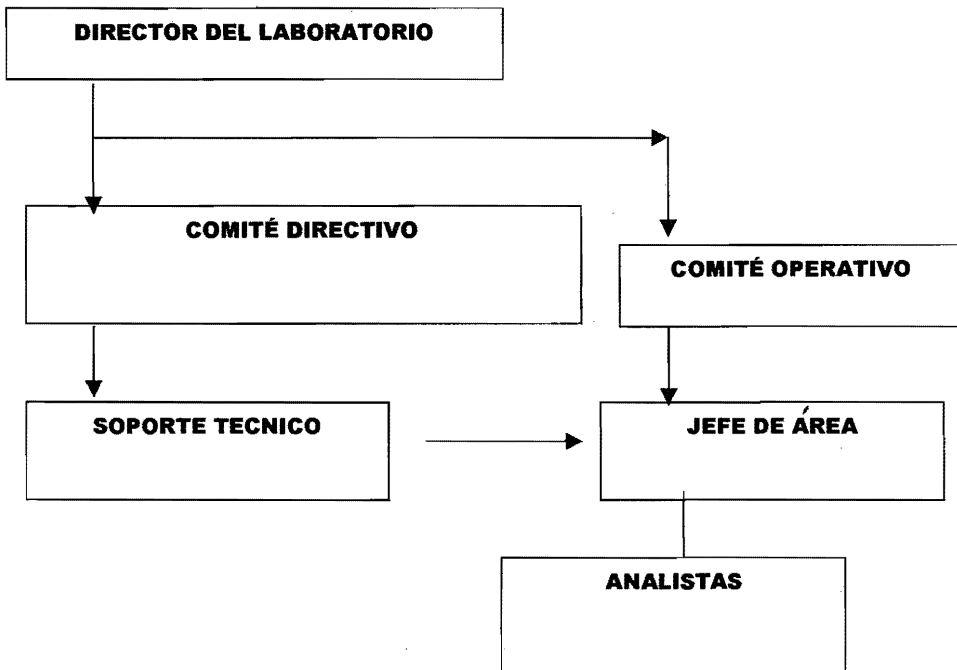 DIRECTOR DEL LABORATORIO
COMITÉ DIRECTIVO
COMITÉ OPERATIVO
SOPORTE TECNICO
JEFE DE ÁREA
ANALISTAS